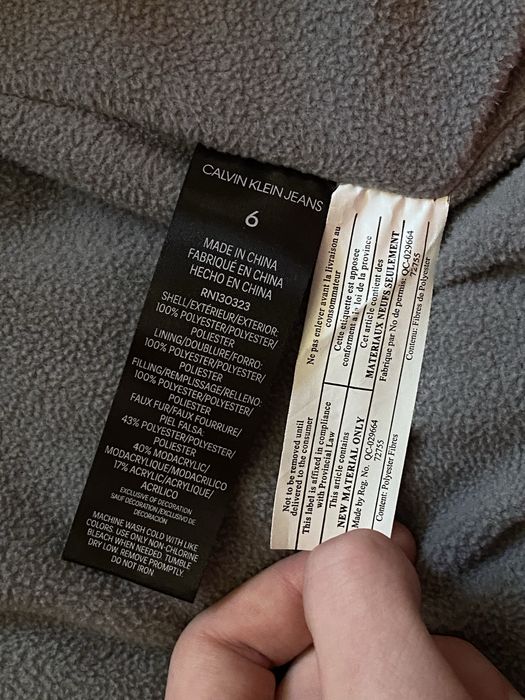 CALVIN KLEIN JEANS
6
MADE IN CHINA
FABRIQUÉ EN CHINA
HECHO EN CHINA
RN130323
SHELL/EXTÉRIEUR/EXTERIOR:
100% POLYESTER/POLYESTER/
POLIESTER
LINING/DOUBLURE/FORRO:
100% POLYESTER/POLYESTER/
POLIESTER
FILLING/REMPLISSAGE/RELLENO:
100% POLYESTER/POLYESTER/
POLIESTER
FAUX FUR/FAUX FOURRURE/
PIEL FALSA
43% POLYESTER/POLYESTER/
POLIESTER
40% MODACRYLIC/
MODACRYLIQUE/MODACRILICO
17% ACRYLIC/ACRYLIQUE/
ACRILICO
EXCLUSIVE OF DECORATION
SAUF DÉCORATION/EXCLUSIVO DE
DECORACIÓN
MACHINE WASH COLD WITH LIKE
COLORS. USE ONLY NON-CHLORINE
BLEACH WHEN NEEDED. TUMBLE
DRY LOW. REMOVE PROMPTLY.
DO NOT IRON
Not to be removed until
delivered to the consumer
This label is affixed in compliance
with Provincial Law
This article contains
NEW MATERIAL ONLY
Made by Reg. No. QC-029664
72755
Content: Polyester Fibres
Ne pas enlever avant la livraison au
consommateur
Cette etiquette est apposee
conforment a la loi de la province
Cet article contient des
MATERIAUX NEUFS SEULEMENT
Fabrique par No de permis: QC-029664
72755
Contenu: Fibres de Polyester